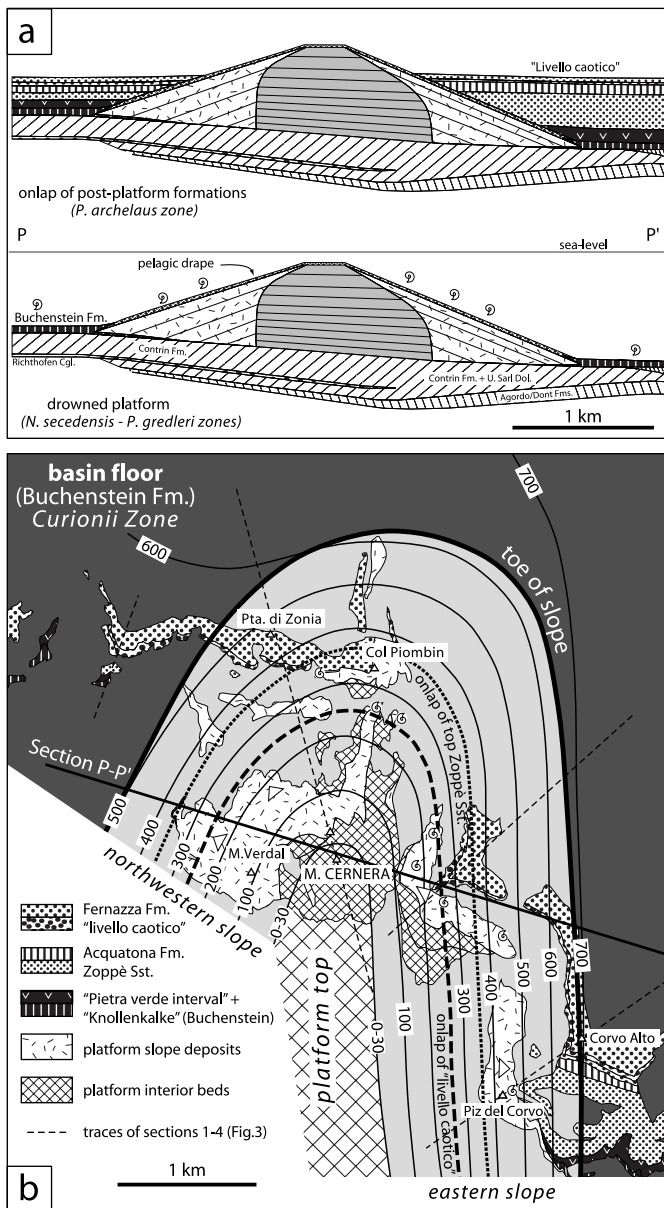 a
"Livello caotico"
onlap of post-platform formations
(P. archelaus zone)
P
P'
sea-level
pelagic drape
Buchenstein Fm.
Contrin Fm.
Richthofen Cgl.
Contrin Fm. + U. Sarl Dol.
Agordo/Dont Fms.
drowned platform
(N. secedensis - P. gredleri zones)
1 km
basin floor
(Buchenstein Fm.)
Curionii Zone
700
600
toe of slope
Pta. di Zonia
Col Piombin
onlap of top Zoppè Sst.
Section P-P'
500
400
300
200
100
0-30
M.Verdal
M. CERNERA
northwestern slope
platform top
0-30
100
300
400
500
600
700
onlap of "livello caotico"
Corvo Alto
Piz del Corvo
Fernazza Fm.
"livello caotico"
Acquatona Fm.
Zoppè Sst.
"Pietra verde interval" +
"Knollenkalke" (Buchenstein)
platform slope deposits
platform interior beds
traces of sections 1-4 (Fig.3)
b
1 km
eastern slope